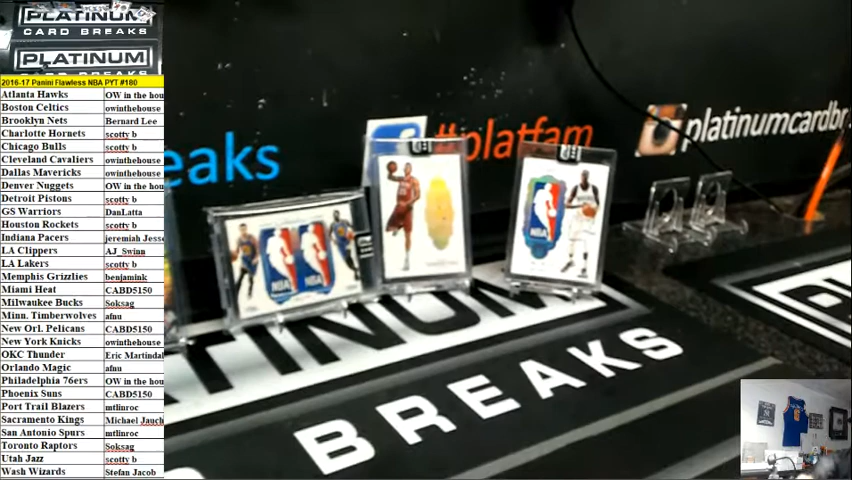 PLATINUM
CARD BREAKS
PLATINUM
CARD BREAKS
2016-17 Panini Flawless NBA PYT #180
Atlanta Hawks OW in the hou
Boston Celtics owinthehouse
Brooklyn Nets Bernard Lee
Charlotte Hornets scotty b
Chicago Bulls scotty b
Cleveland Cavaliers owinthehouse
Dallas Mavericks owinthehouse
Denver Nuggets OW in the hou
Detroit Pistons scotty b
GS Warriors DanLatta
Houston Rockets scotty b
Indiana Pacers jeremiah Jesse
LA Clippers AJ_Swinn
LA Lakers scotty b
Memphis Grizzlies benjamink
Miami Heat CABD5150
Milwaukee Bucks Soksag
Minn. Timberwolves afnu
New Orl. Pelicans CABD5150
New York Knicks owinthehouse
OKC Thunder Eric Martindal
Orlando Magic afnu
Philadelphia 76ers OW in the hou
Phoenix Suns CABD5150
Port Trail Blazers mtlinroc
Sacramento Kings Michael Jauch
San Antonio Spurs mtlinroc
Toronto Raptors Soksag
Utah Jazz scotty b
Wash Wizards Stefan Jacob
eaks
#platfam
platinumcardbr
NBA
NBA
NBA
TINUM
BREAKS
PL